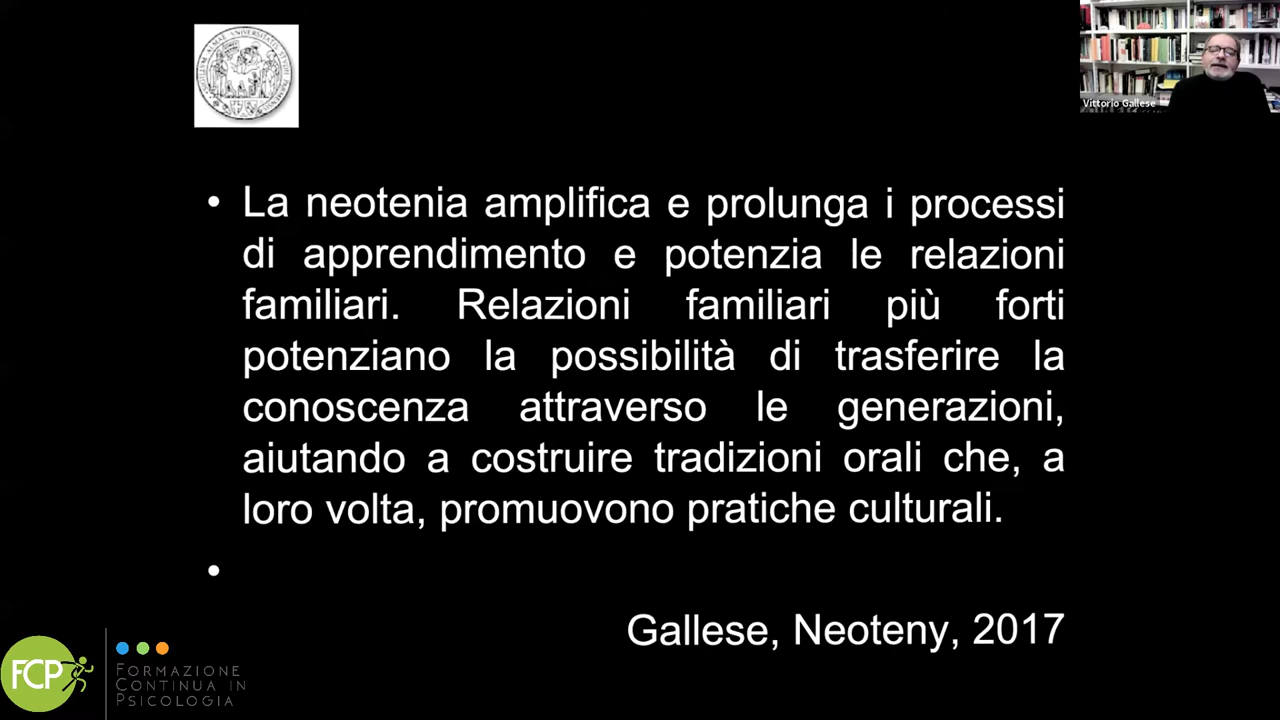 Vittorio Gallese
• La neotenia amplifica e prolunga i processi
di apprendimento e potenzia le relazioni
familiari. Relazioni familiari più forti
potenziano la possibilità di trasferire la
conoscenza attraverso le generazioni,
aiutando a costruire tradizioni orali che, a
loro volta, promuovono pratiche culturali.
•
Gallese, Neoteny, 2017
FCP
FORMAZIONE
CONTINUA IN
PSICOLOGIA